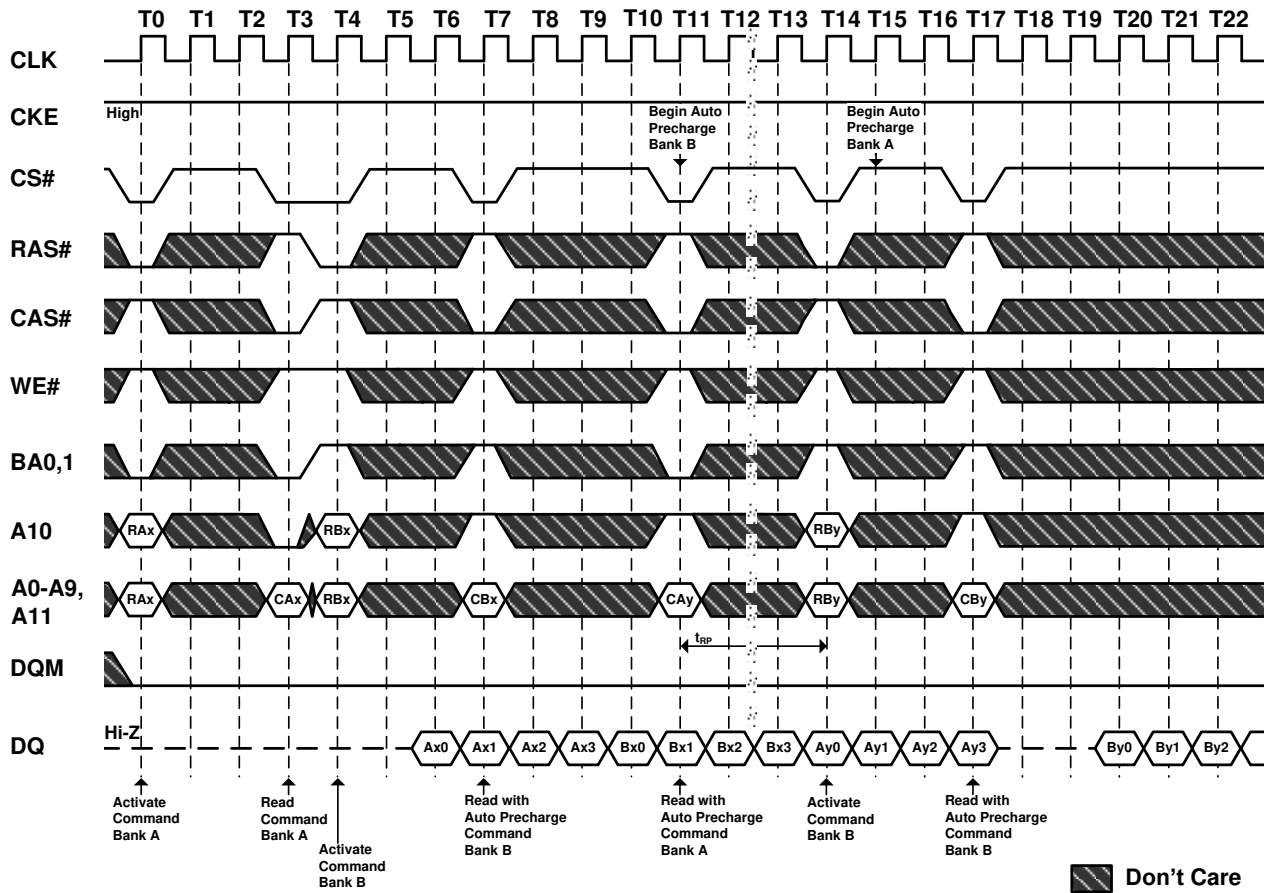 T0 T1 T2 T3 T4 T5 T6 T7 T8 T9 T10 T11 T12 T13 T14 T15 T16 T17 T18 T19 T20 T21 T22
CLK
CKE
High
Begin Auto
Precharge
Bank B
Begin Auto
Precharge
Bank A
CS#
RAS#
CAS#
WE#
BA0,1
A10
RAx RBx RBy
A0-A9,
A11
RAx CAx RBx CBx CAy RBy CBy
tRP
DQM
DQ
Hi-Z
Ax0 Ax1 Ax2 Ax3 Bx0 Bx1 Bx2 Bx3 Ay0 Ay1 Ay2 Ay3 By0 By1 By2
Activate
Command
Bank A
Read
Command
Bank A
Activate
Command
Bank B
Read with
Auto Precharge
Command
Bank B
Read with
Auto Precharge
Command
Bank A
Activate
Command
Bank B
Read with
Auto Precharge
Command
Bank B
Don't Care